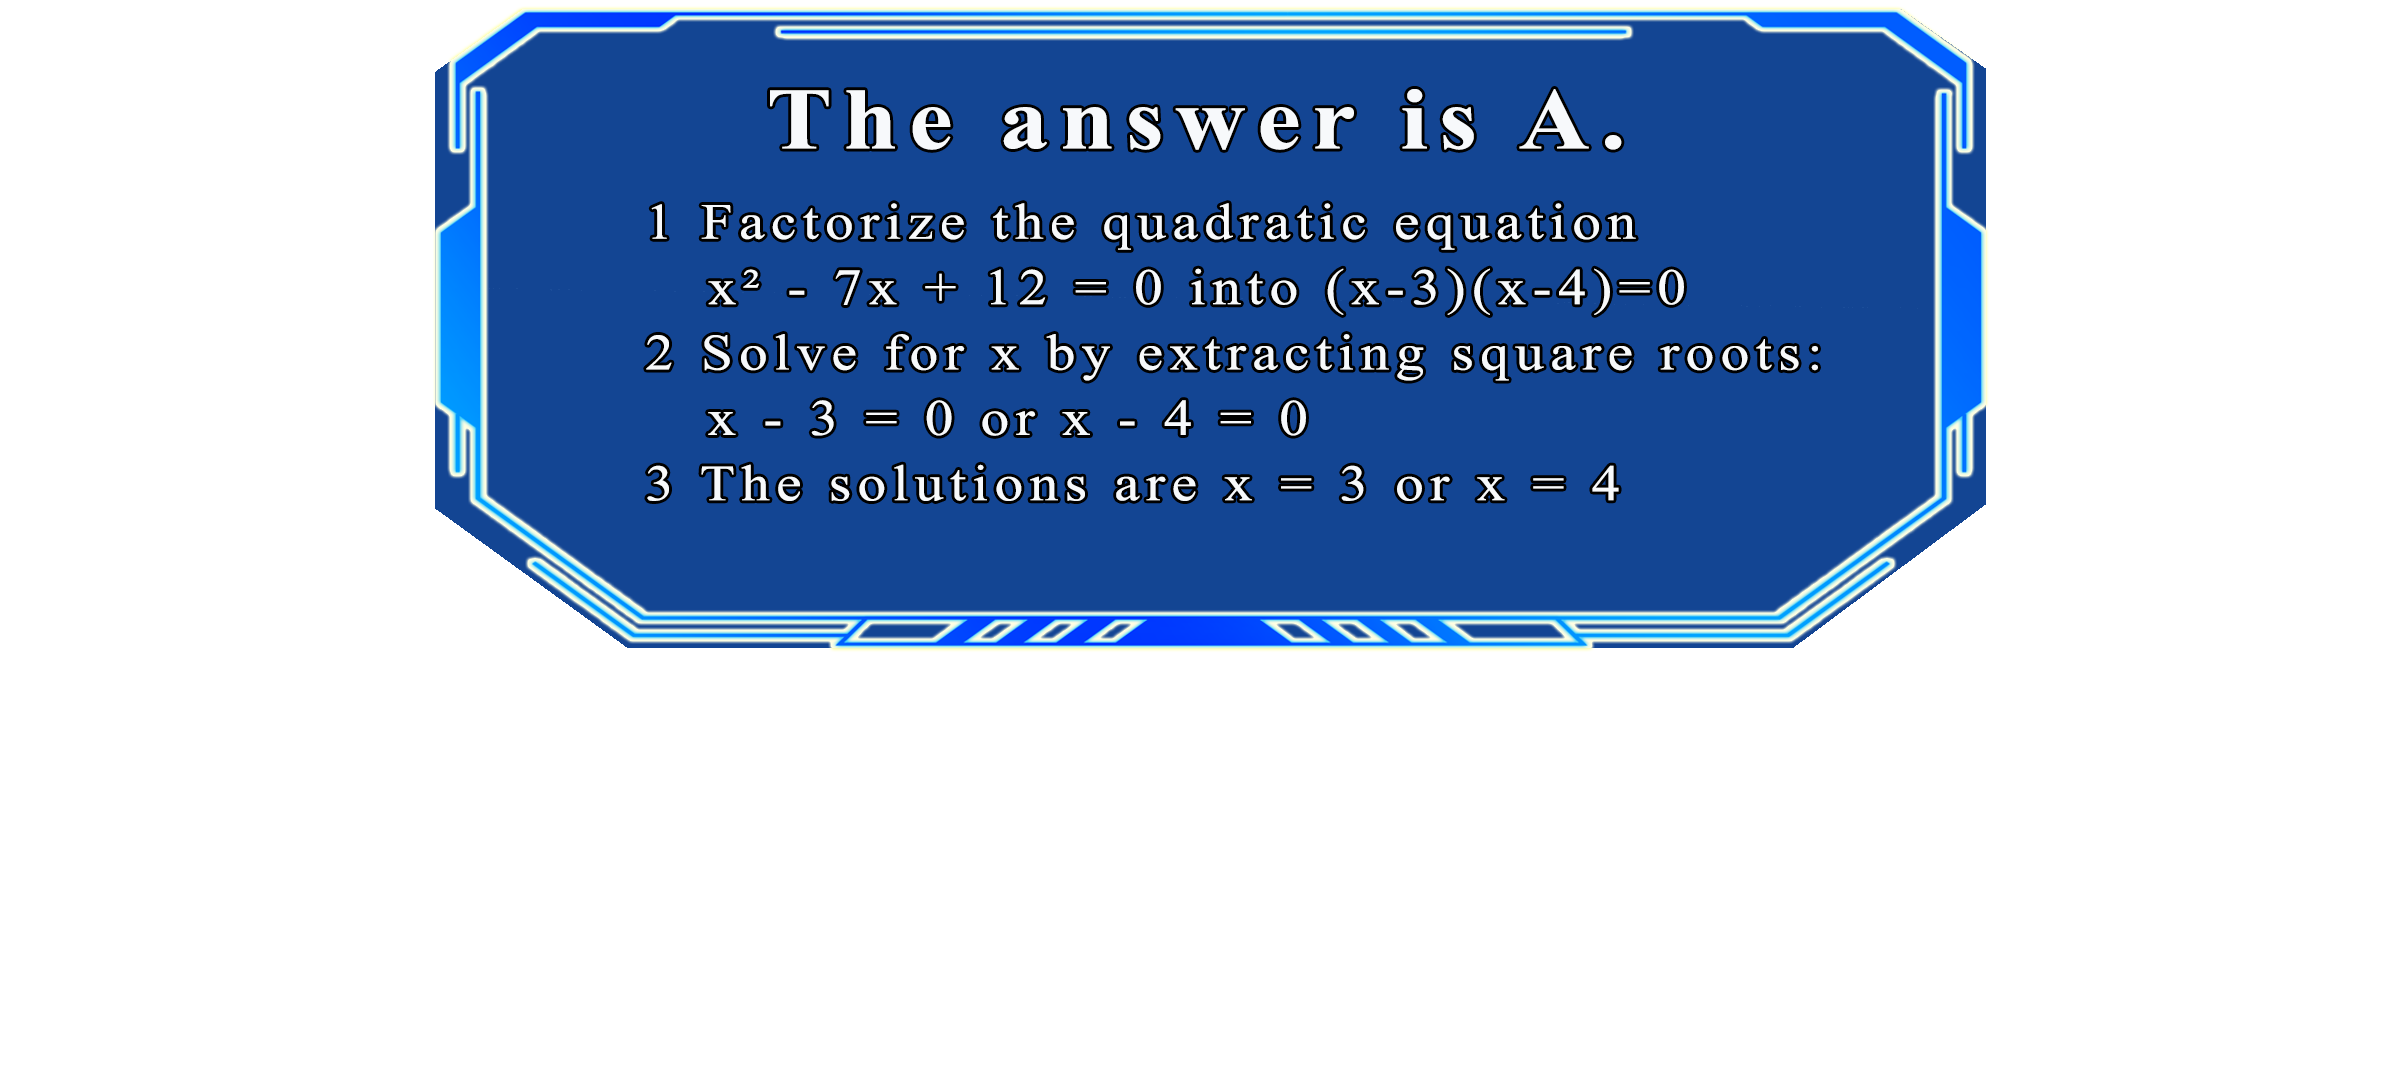 The answer is A.
1 Factorize the quadratic equation
x² - 7x + 12 = 0 into (x-3)(x-4)=0
2 Solve for x by extracting square roots:
x - 3 = 0 or x - 4 = 0
3 The solutions are x = 3 or x = 4